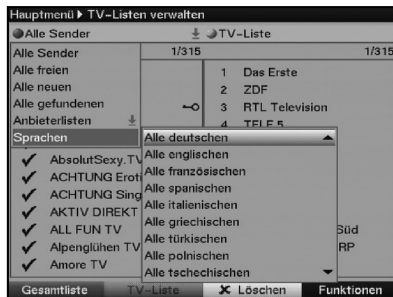 Hauptmenü TV-Listen verwalten
Alle Sender TV-Liste
Alle Sender 1/315 1/315
Alle freien
Alle neuen
Alle gefundenen
Anbieterlisten
Sprachen
1 Das Erste
2 ZDF
3 RTL Television
4 TELE 5
Alle deutschen
Alle englischen
Alle französischen
Alle spanischen
Alle italienischen
Alle griechischen
Alle türkischen
Alle polnischen
Alle tschechischen
AbsolutSexy.TV
ACHTUNG Eroti
ACHTUNG Sing
AKTIV DIREKT
ALL FUN TV
Alpenglühen TV
Amore TV
Süd
RP
Gesamtliste TV-Liste Löschen Funktionen